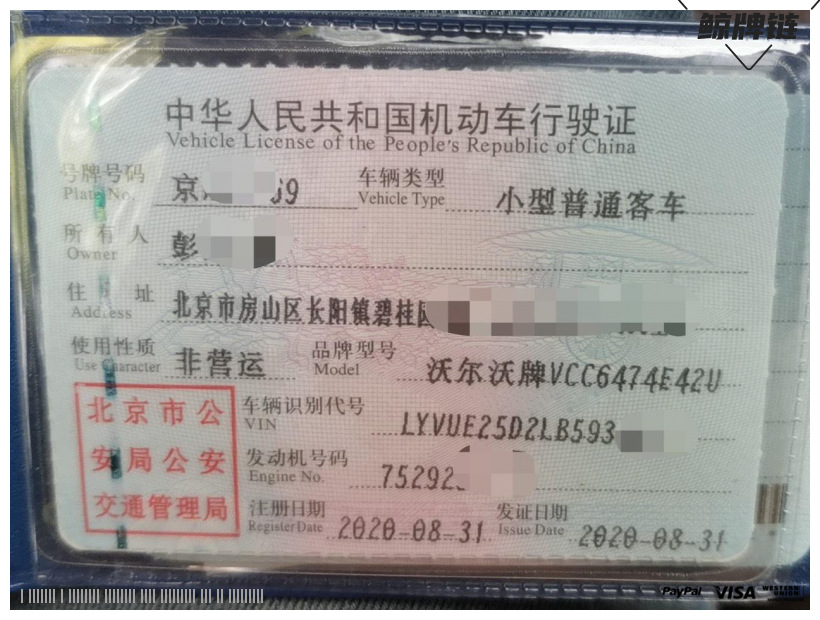 鲸牌链
中华人民共和国机动车行驶证
Vehicle License of the People's Republic of China
号牌号码 京 69 车辆类型 小型普通客车
Plate No. Vehicle Type
所有人 彭
Owner
住 址 北京市房山区长阳镇碧桂园
Address
使用性质 非营运 品牌型号 沃尔沃牌VCC6474E42U
Use Character Model
北京市公
安局公安
交通管理局
车辆识别代号 LYVUE25D2LB593
VIN
发动机号码 75292
Engine No.
注册日期 2020-08-31 发证日期 2020-08-31
Register Date Issue Date
PayPal VISA WESTERN UNION